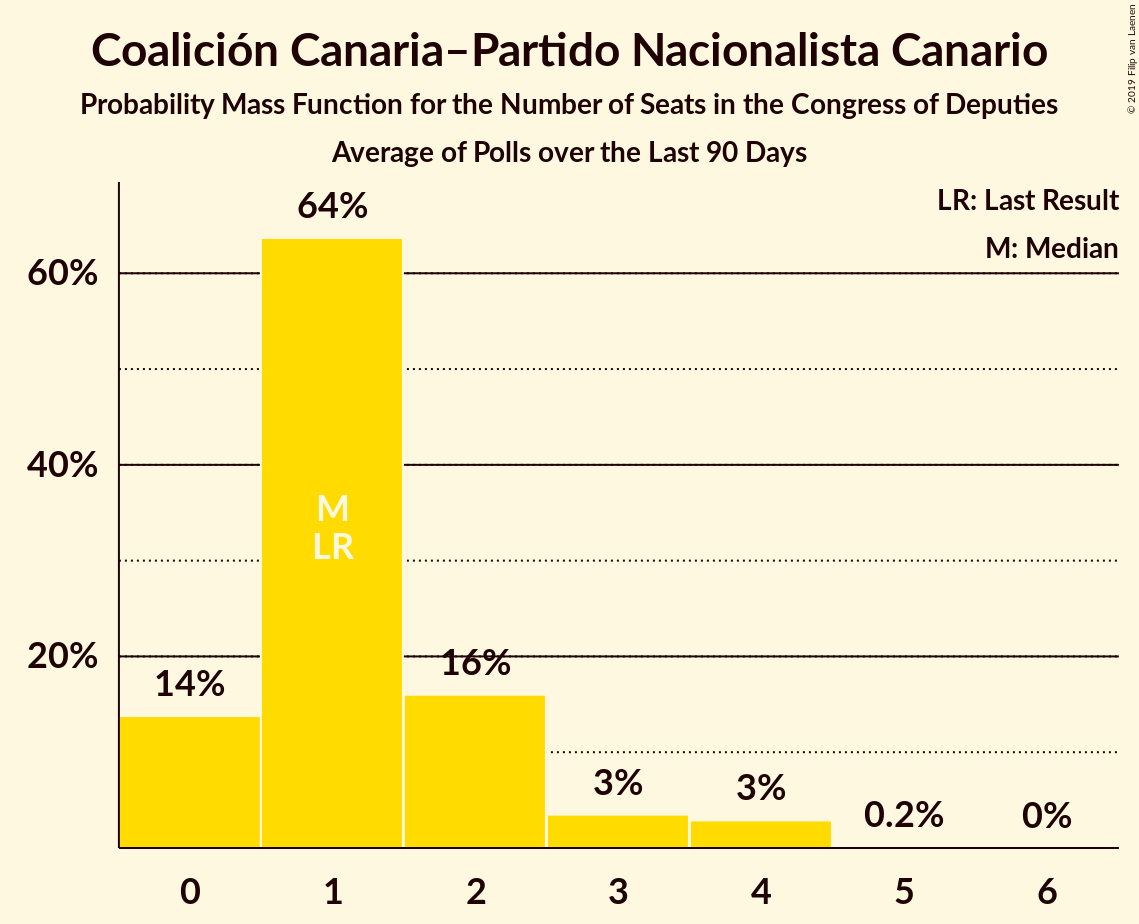 Coalición Canaria–Partido Nacionalista Canario
Probability Mass Function for the Number of Seats in the Congress of Deputies
Average of Polls over the Last 90 Days
© 2019 Filip van Laenen
LR: Last Result
M: Median
60%
40%
20%
14%
64%
16%
3%
3%
0.2%
0%
M
LR
0 1 2 3 4 5 6